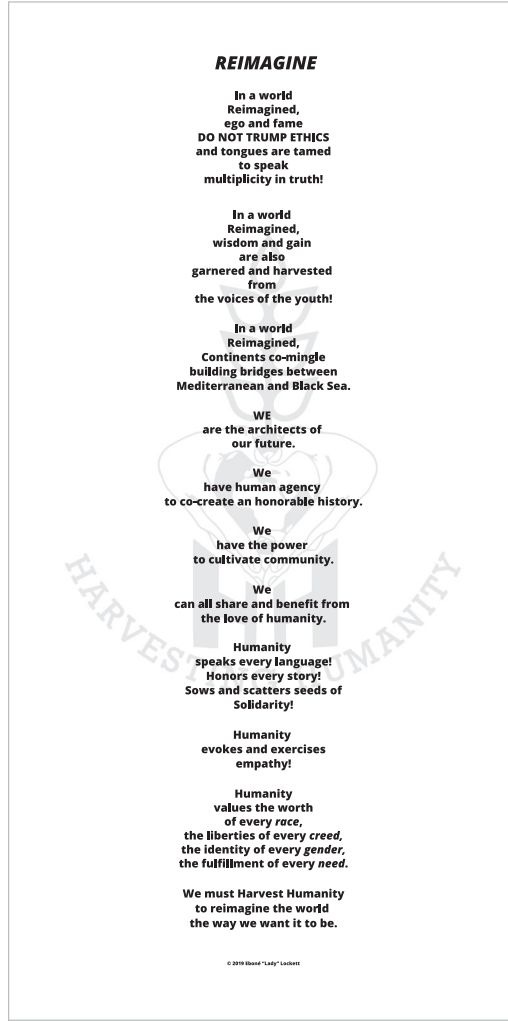 REIMAGINE
In a world
Reimagined,
ego and fame
DO NOT TRUMP ETHICS
and tongues are tamed
to speak
multiplicity in truth!
In a world
Reimagined,
wisdom and gain
are also
garnered and harvested
from
the voices of the youth!
In a world
Reimagined,
Continents co-mingle
building bridges between
Mediterranean and Black Sea.
WE
are the architects of
our future.
We
have human agency
to co-create an honorable history.
We
have the power
to cultivate community.
We
can all share and benefit from
the love of humanity.
Humanity
speaks every language!
Honors every story!
Sows and scatters seeds of
Solidarity!
Humanity
evokes and exercises
empathy!
Humanity
values the worth
of every race,
the liberties of every creed,
the identity of every gender,
the fulfillment of every need.
We must Harvest Humanity
to reimagine the world
the way we want it to be.
© 2019 Eboné "Lady" Lockett
HARVESTING HUMANITY